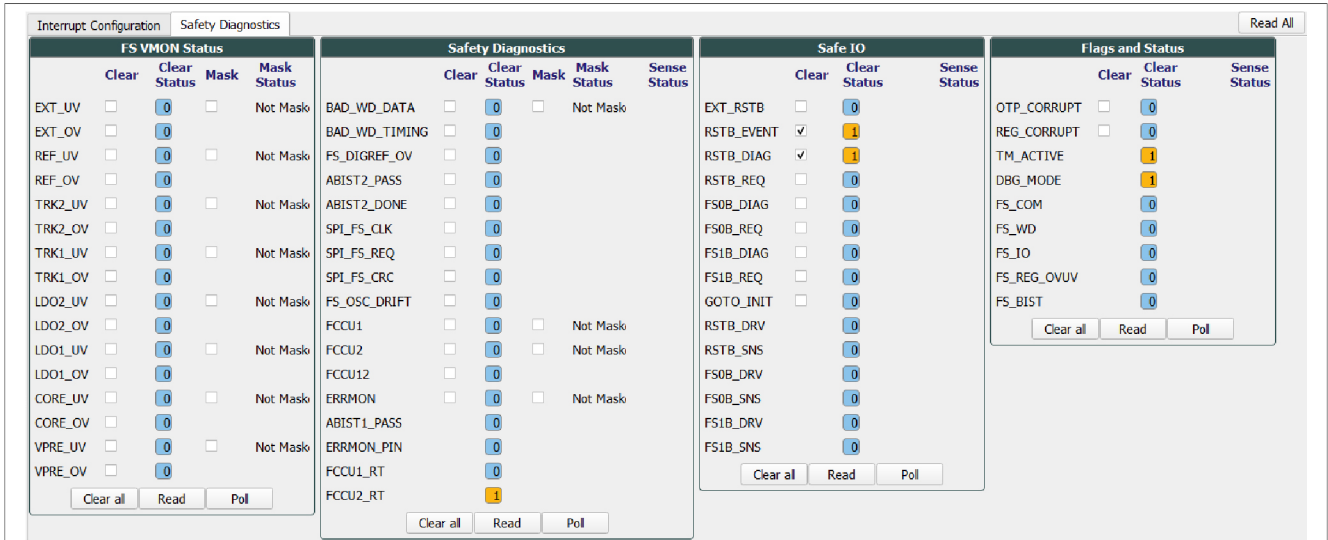 Interrupt Configuration Safety Diagnostics Read All
FS VMON Status
Clear Clear Status Mask Mask Status
EXT_UV 0 Not Mask
EXT_OV 0
REF_UV 0 Not Mask
REF_OV 0
TRK2_UV 0 Not Mask
TRK2_OV 0
TRK1_UV 0 Not Mask
TRK1_OV 0
LDO2_UV 0 Not Mask
LDO2_OV 0
LDO1_UV 0 Not Mask
LDO1_OV 0
CORE_UV 0 Not Mask
CORE_OV 0
VPRE_UV 0 Not Mask
VPRE_OV 0
Clear all Read Poll
Safety Diagnostics
Clear Clear Status Mask Mask Status Sense Status
BAD_WD_DATA 0 Not Mask
BAD_WD_TIMING 0
FS_DIGREF_OV 0
ABIST2_PASS 0
ABIST2_DONE 0
SPI_FS_CLK 0
SPI_FS_REQ 0
SPI_FS_CRC 0
FS_OSC_DRIFT 0
FCCU1 0 Not Mask
FCCU2 0 Not Mask
FCCU12 0
ERRMON 0 Not Mask
ABIST1_PASS 0
ERRMON_PIN 0
FCCU1_RT 0
FCCU2_RT 1
Clear all Read Poll
Safe IO
Clear Clear Status Sense Status
EXT_RSTB 0
RSTB_EVENT 1
RSTB_DIAG 1
RSTB_REQ 0
FS0B_DIAG 0
FS0B_REQ 0
FS1B_DIAG 0
FS1B_REQ 0
GOTO_INIT 0
RSTB_DRV 0
RSTB_SNS 0
FS0B_DRV 0
FS0B_SNS 0
FS1B_DRV 0
FS1B_SNS 0
Clear all Read Poll
Flags and Status
Clear Clear Status Sense Status
OTP_CORRUPT 0
REG_CORRUPT 0
TM_ACTIVE 1
DBG_MODE 1
FS_COM 0
FS_WD 0
FS_IO 0
FS_REG_OVUV 0
FS_BIST 0
Clear all Read Poll